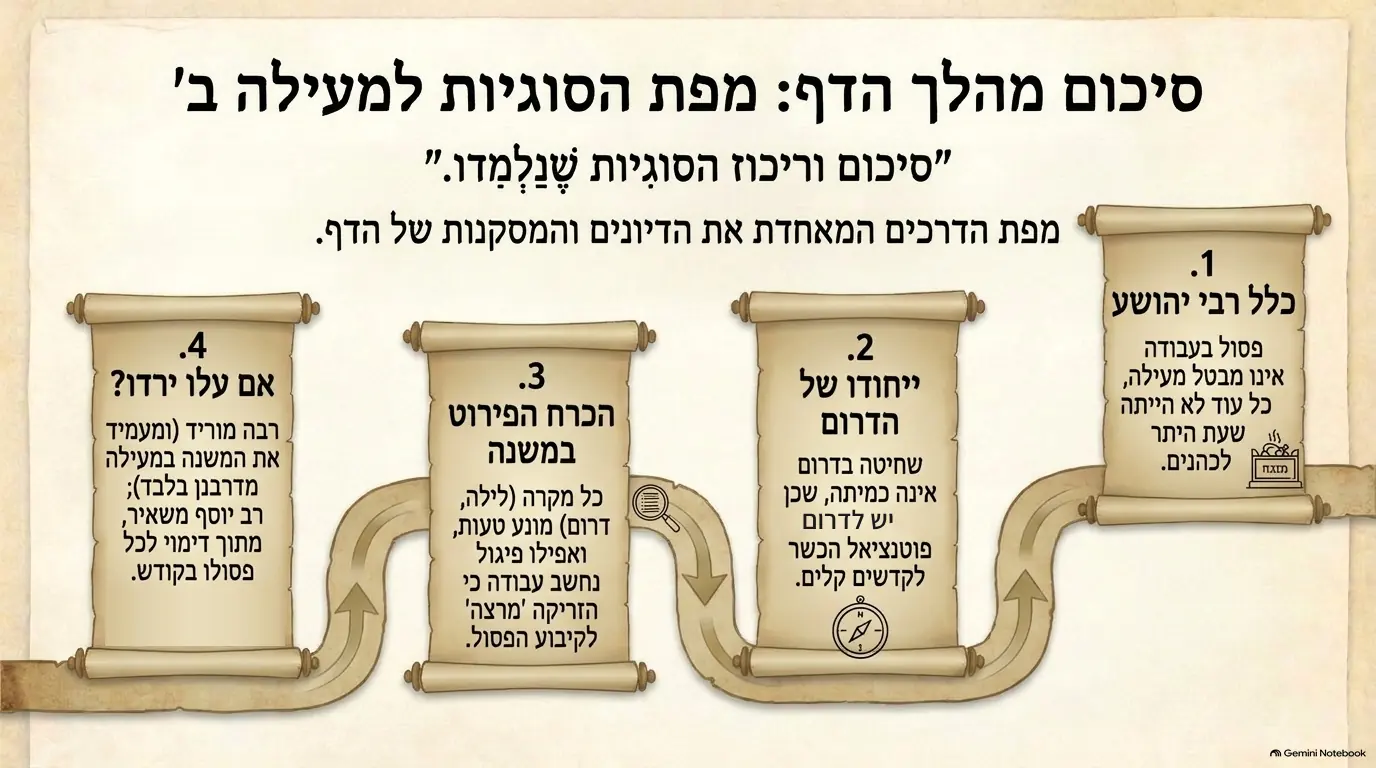 סיכום מהלך הדף: מפת הסוגיות למעילה ב'
"סיכום וריכוז הסוגִיות שֶׁנַלְמַדו."
מפת הדרכים המאחדת את הדיונים והמסקנות של הדף.
1.
כלל רבי יהושע
פסול בעבודה
אינו מבטל מעילה,
כל עוד לא הייתה
שעת היתר
לכהנים.
מזגח
2.
ייחודו של
הדרום
שחיטה בדרום
אינה כמיתה, שכן
יש לדרום
פוטנציאל הכשר
לקדשים קלים.
N
3.
הכרח הפירוט
במשנה
כל מקרה (לילה,
דרום) מונע טעות,
ואפילו פיגול
נחשב עבודה כי
הזריקה 'מרצה'
לקיבוע הפסול.
4.
אם עלו ירדו?
רבה מוריד (ומעמיד
את המשנה במעילה
מדרבנן בלבד);
רב יוסף משאיר,
מתוך דימוי לכל
פסולו בקודש.
Gemini Notebook